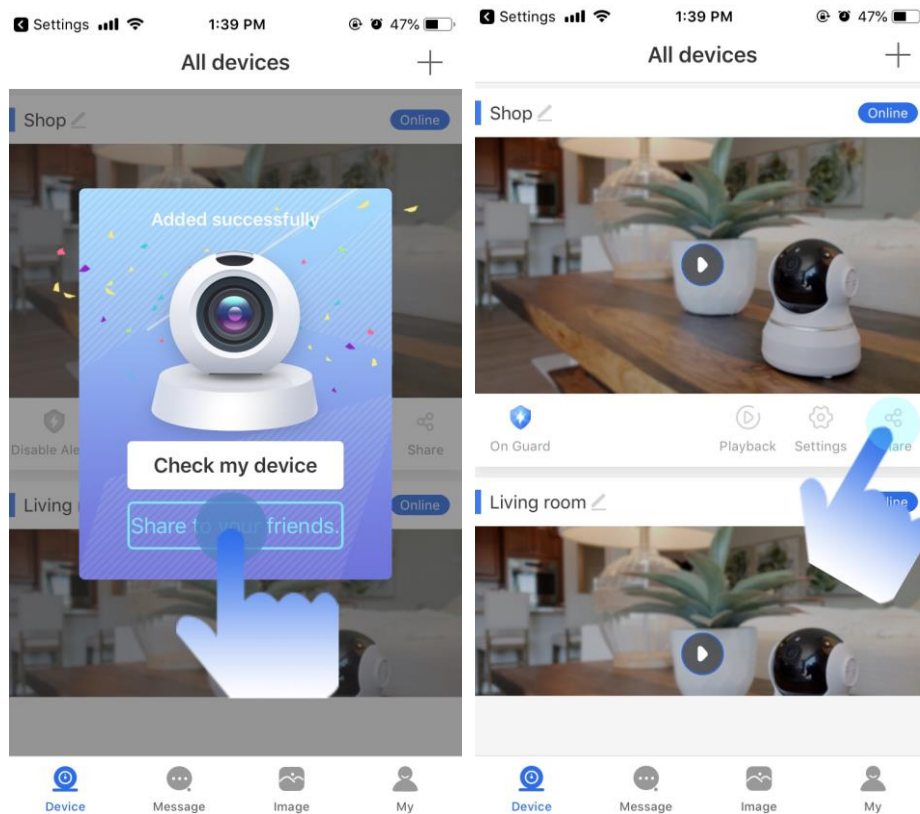 Settings 1:39 PM 47%
All devices
Shop Online
Added successfully
Disable Ale Share
Check my device
Living Online
Share to your friends.
Device Message Image My
Settings 1:39 PM 47%
All devices
Shop Online
On Guard Playback Settings
Living room
Device Message Image My